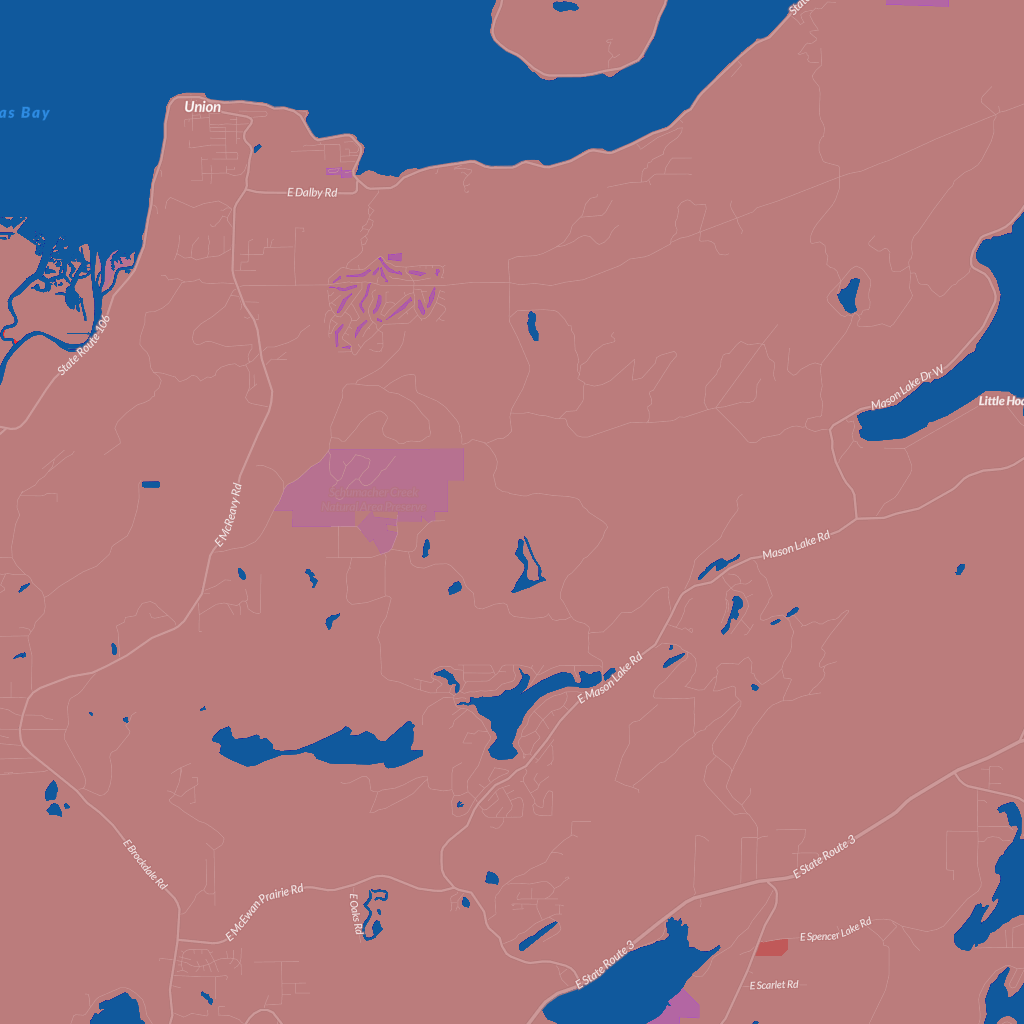 State
as Bay
Union
E Dalby Rd
State Route 106
Mason Lake Dr W
Little Hoo
Schumacher Creek
Natural Area Preserve
E McReavy Rd
Mason Lake Rd
E Mason Lake Rd
E Brockdale Rd
E State Route 3
E McEwan Prairie Rd
E Oaks Rd
E Spencer Lake Rd
E State Route 3
E Scarlet Rd